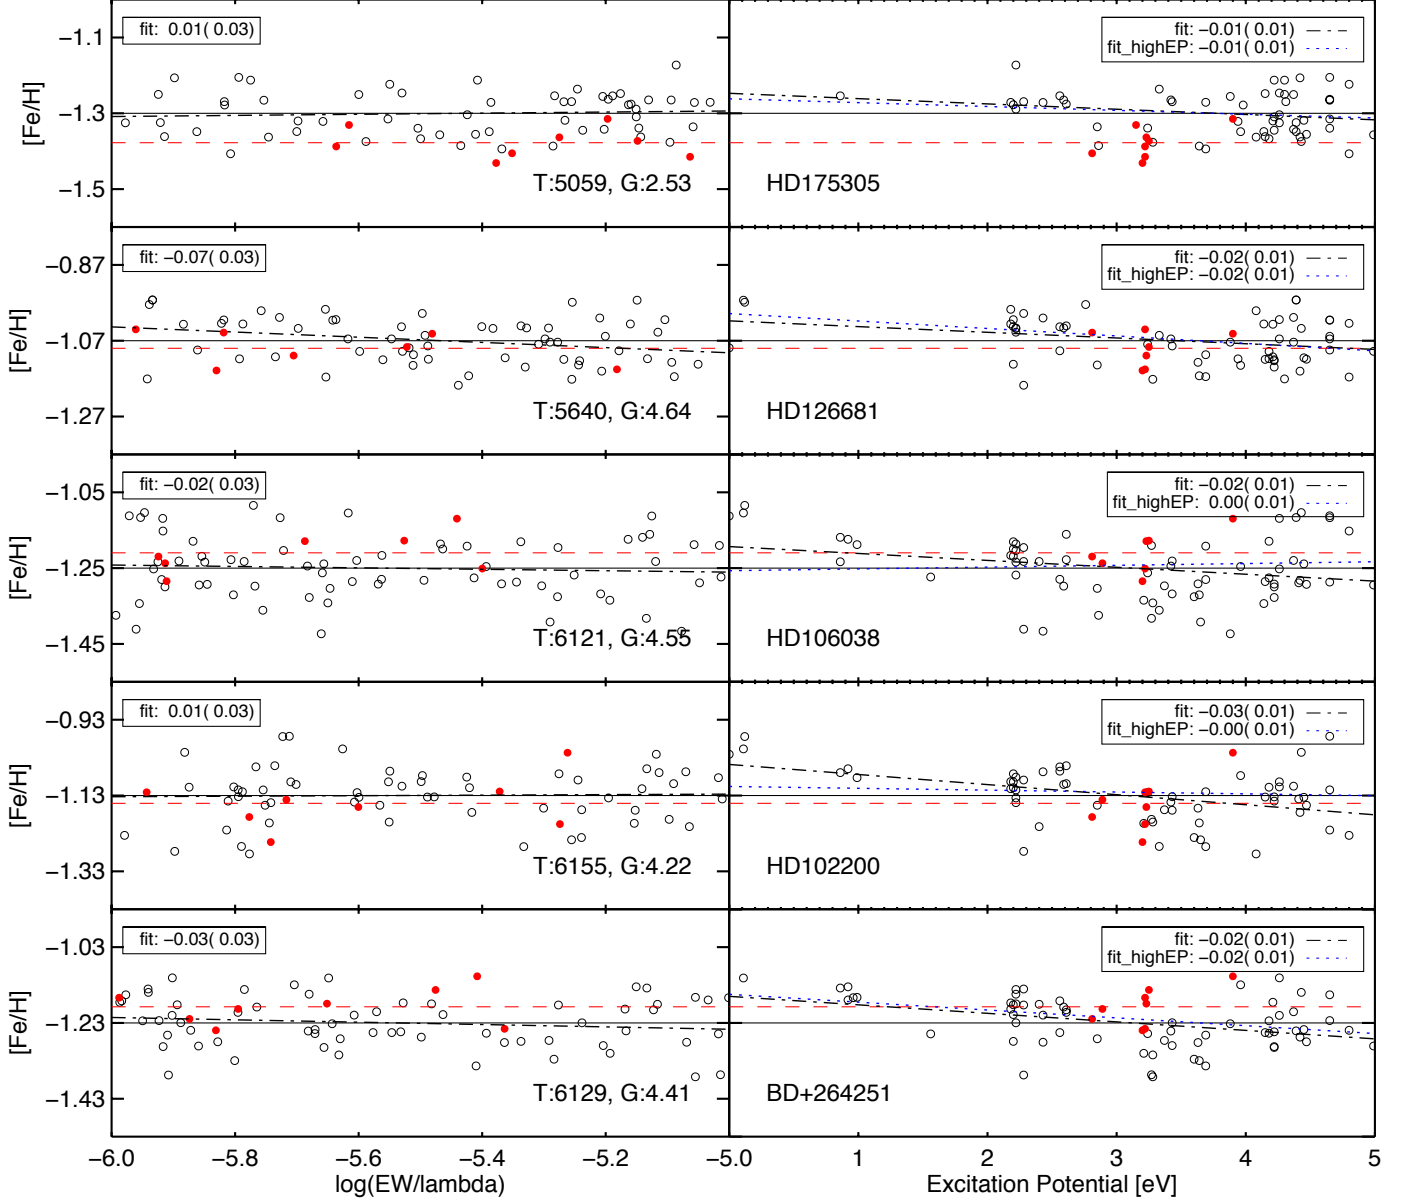 −1.1
−1.3
−1.5
[Fe/H]
fit:  0.01( 0.03)
T:5059, G:2.53
fit: −0.01( 0.01)
fit_highEP: −0.01( 0.01)
HD175305
−0.87
−1.07
−1.27
[Fe/H]
fit: −0.07( 0.03)
T:5640, G:4.64
fit: −0.02( 0.01)
fit_highEP: −0.02( 0.01)
HD126681
−1.05
−1.25
−1.45
[Fe/H]
fit: −0.02( 0.03)
T:6121, G:4.55
fit: −0.02( 0.01)
fit_highEP:  0.00( 0.01)
HD106038
−0.93
−1.13
−1.33
[Fe/H]
fit:  0.01( 0.03)
T:6155, G:4.22
fit: −0.03( 0.01)
fit_highEP: −0.00( 0.01)
HD102200
−1.03
−1.23
−1.43
[Fe/H]
fit: −0.03( 0.03)
T:6129, G:4.41
fit: −0.02( 0.01)
fit_highEP: −0.02( 0.01)
BD+264251
−6.0 −5.8 −5.6 −5.4 −5.2 −5.0 1 2 3 4 5
log(EW/lambda) Excitation Potential [eV]